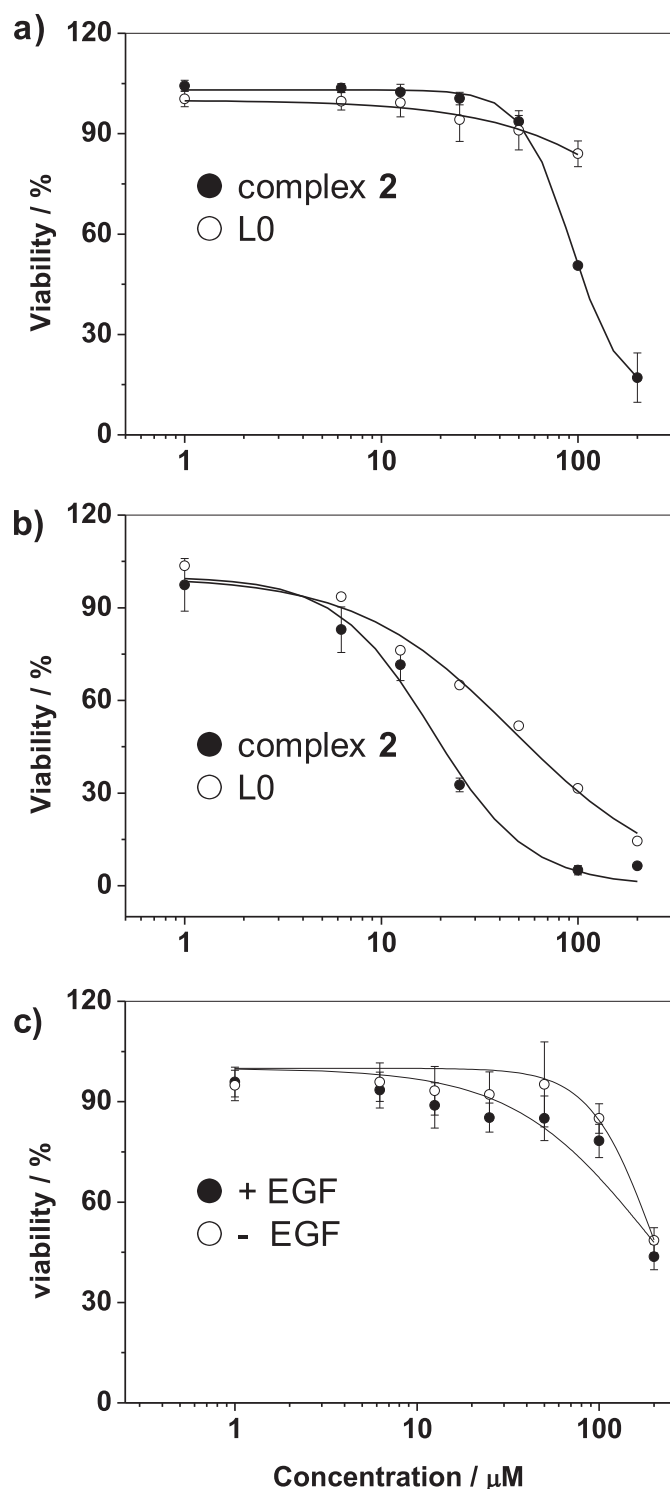 a)
120
90
60
30
0
Viability / %
complex 2
L0
1 10 100
b)
120
90
60
30
0
Viability / %
complex 2
L0
1 10 100
c)
120
90
60
30
0
viability / %
+ EGF
- EGF
1 10 100
Concentration / μM